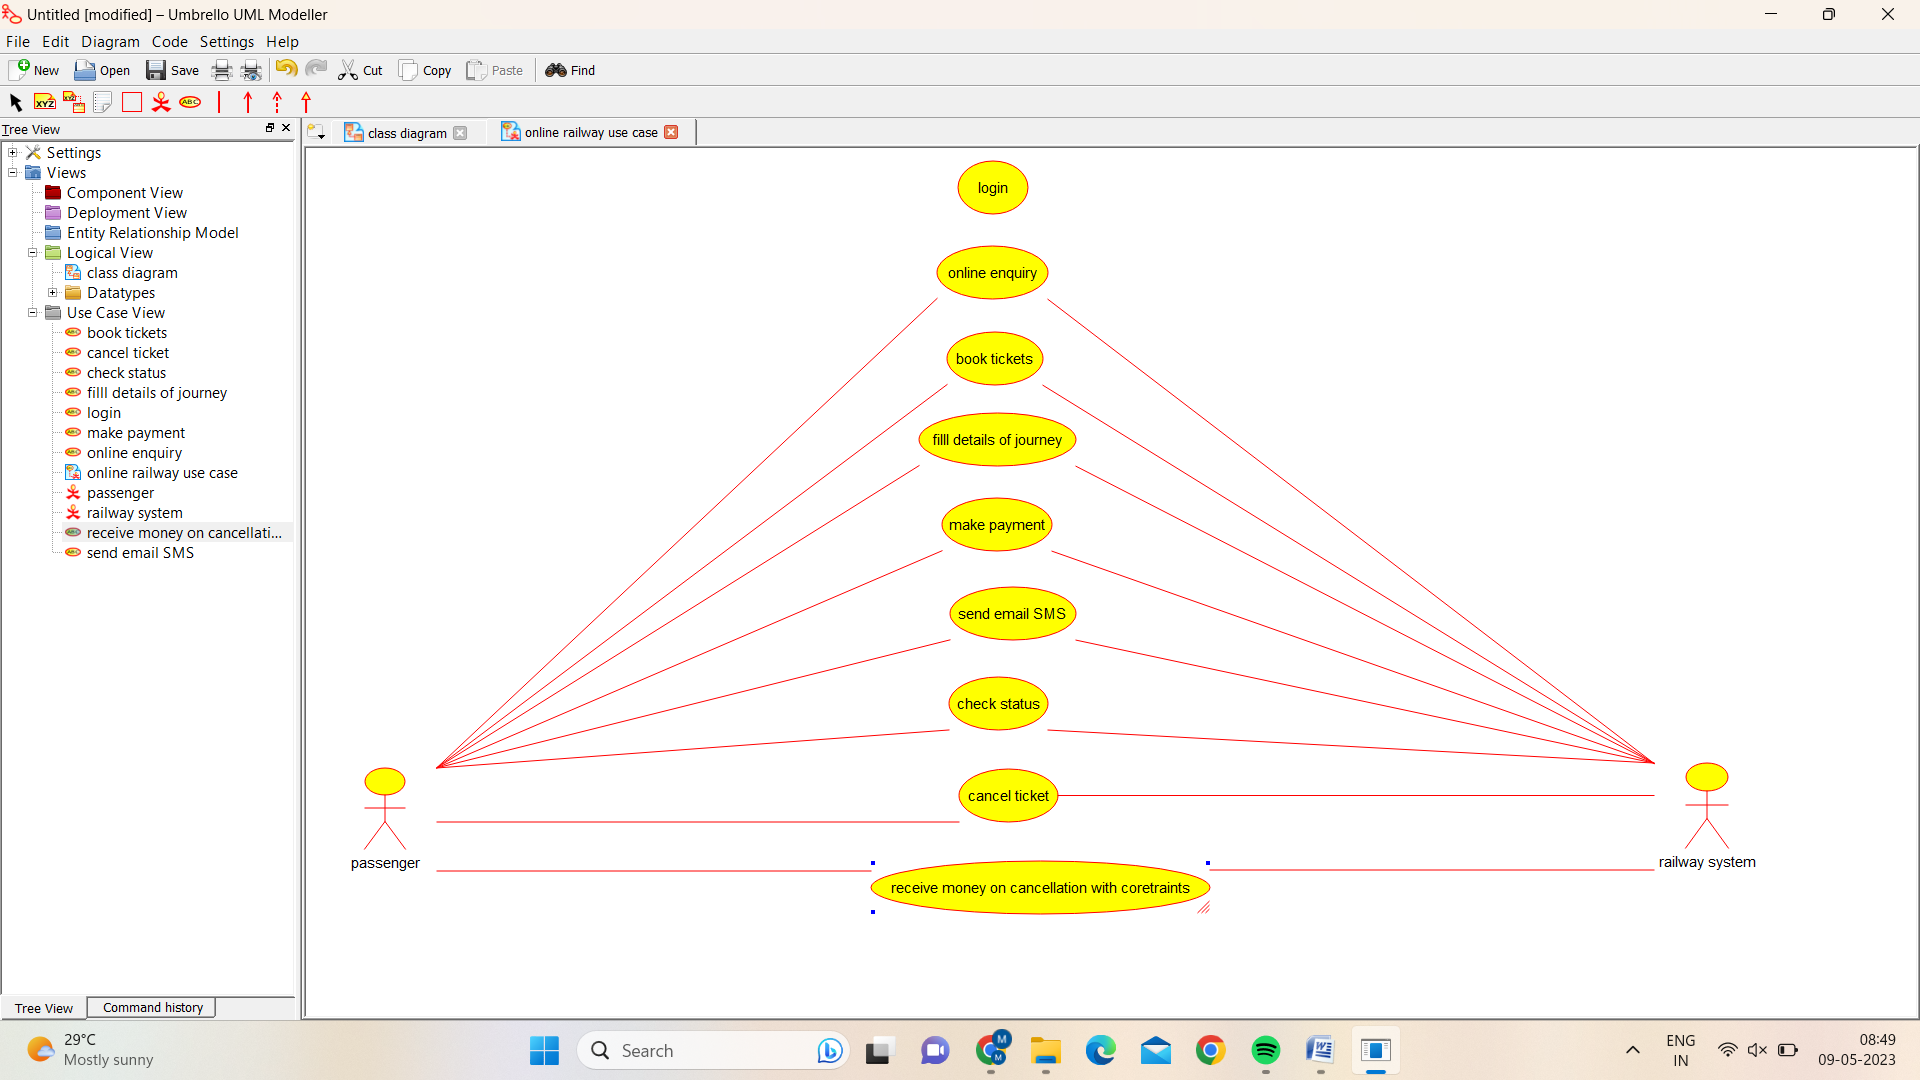 Untitled [modified] – Umbrello UML Modeller
File Edit Diagram Code Settings Help
New Open Save Cut Copy Paste Find
XYZ XYZ ABC
Tree View
class diagram online railway use case
Settings
Views
Component View
Deployment View
Entity Relationship Model
Logical View
class diagram
Datatypes
Use Case View
book tickets
cancel ticket
check status
filll details of journey
login
make payment
online enquiry
online railway use case
passenger
railway system
receive money on cancellati...
send email SMS
login
online enquiry
book tickets
filll details of journey
make payment
send email SMS
check status
cancel ticket
passenger
railway system
receive money on cancellation with coretraints
Tree View Command history
29°C
Mostly sunny
Search
M
M
ENG
IN
08:49
09-05-2023